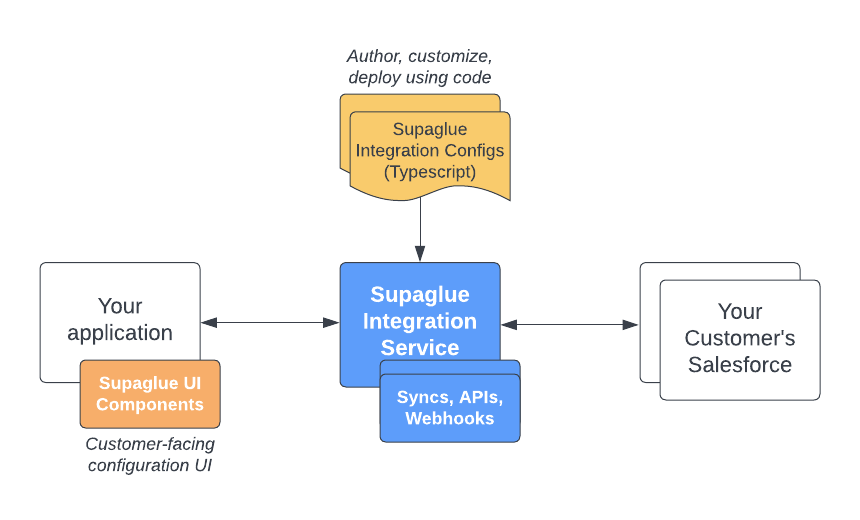 Author, customize,
deploy using code
Supaglue
Integration Configs
(Typescript)
Your
application
Supaglue UI
Components
Customer-facing
configuration UI
Supaglue
Integration
Service
Syncs, APIs,
Webhooks
Your
Customer's
Salesforce